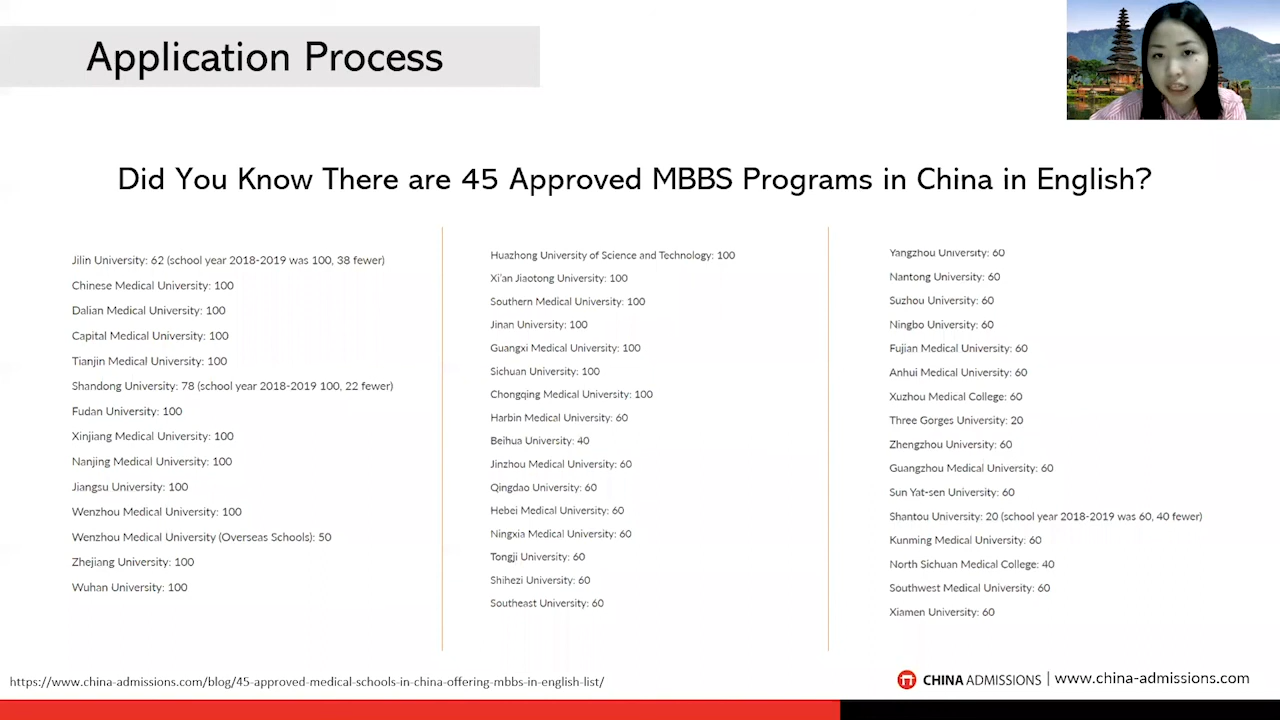 Application Process
Did You Know There are 45 Approved MBBS Programs in China in English?
Jilin University: 62 (school year 2018-2019 was 100, 38 fewer)
Chinese Medical University: 100
Dalian Medical University: 100
Capital Medical University: 100
Tianjin Medical University: 100
Shandong University: 78 (school year 2018-2019 100, 22 fewer)
Fudan University: 100
Xinjiang Medical University: 100
Nanjing Medical University: 100
Jiangsu University: 100
Wenzhou Medical University: 100
Wenzhou Medical University (Overseas Schools): 50
Zhejiang University: 100
Wuhan University: 100
Huazhong University of Science and Technology: 100
Xi'an Jiaotong University: 100
Southern Medical University: 100
Jinan University: 100
Guangxi Medical University: 100
Sichuan University: 100
Chongqing Medical University: 100
Harbin Medical University: 60
Beihua University: 40
Jinzhou Medical University: 60
Qingdao University: 60
Hebei Medical University: 60
Ningxia Medical University: 60
Tongji University: 60
Shihezi University: 60
Southeast University: 60
Yangzhou University: 60
Nantong University: 60
Suzhou University: 60
Ningbo University: 60
Fujian Medical University: 60
Anhui Medical University: 60
Xuzhou Medical College: 60
Three Gorges University: 20
Zhengzhou University: 60
Guangzhou Medical University: 60
Sun Yat-sen University: 60
Shantou University: 20 (school year 2018-2019 was 60, 40 fewer)
Kunming Medical University: 60
North Sichuan Medical College: 40
Southwest Medical University: 60
Xiamen University: 60
https://www.china-admissions.com/blog/45-approved-medical-schools-in-china-offering-mbbs-in-english-list/
CHINA ADMISSIONS | www.china-admissions.com